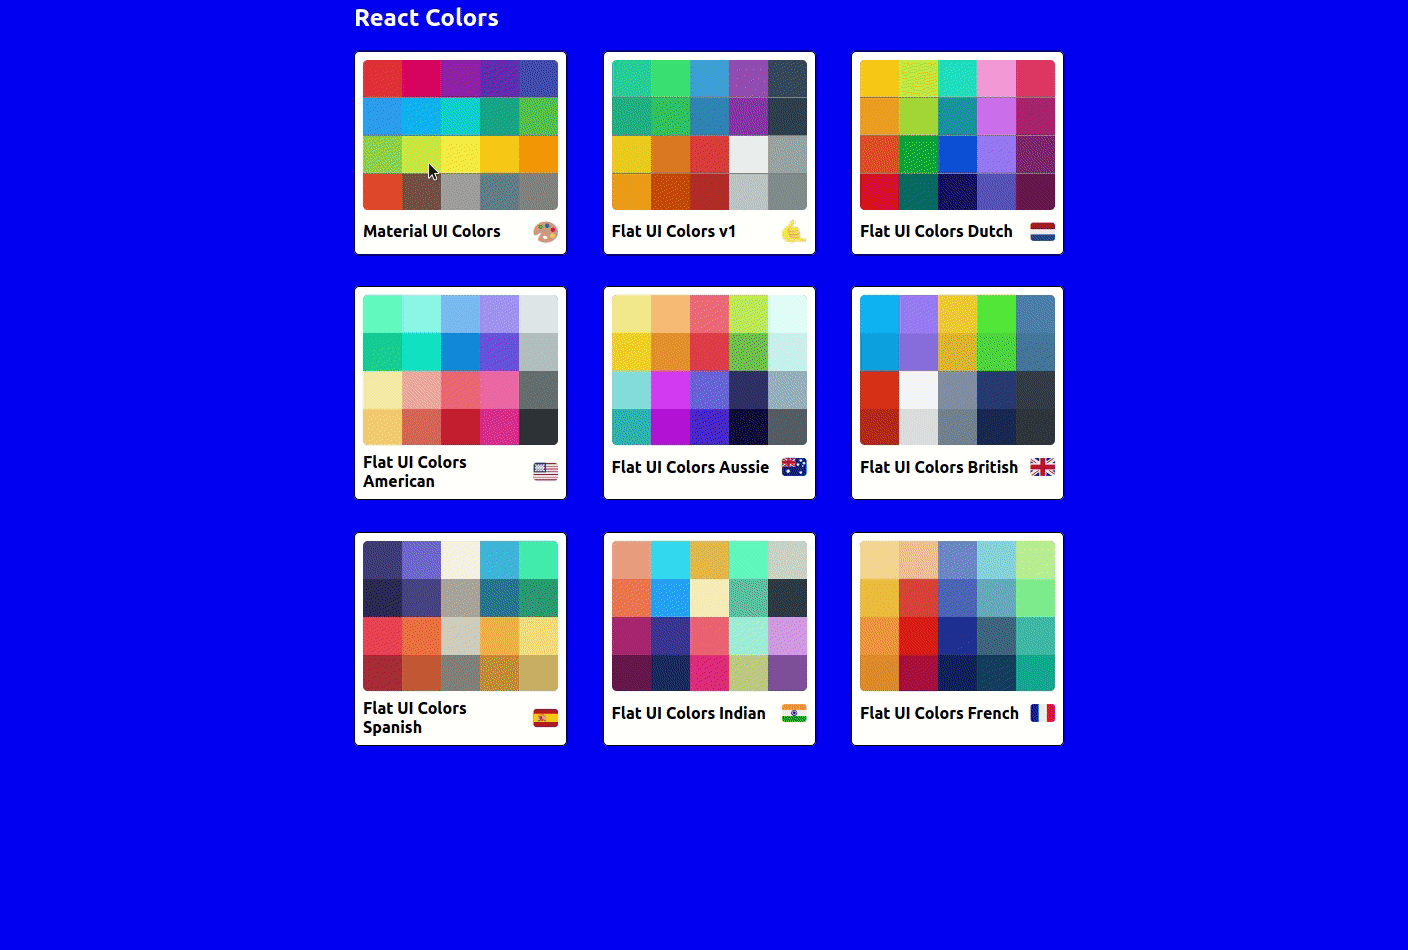 React Colors
Material UI Colors
Flat UI Colors v1
Flat UI Colors Dutch
Flat UI Colors
American
Flat UI Colors Aussie
Flat UI Colors British
Flat UI Colors
Spanish
Flat UI Colors Indian
Flat UI Colors French